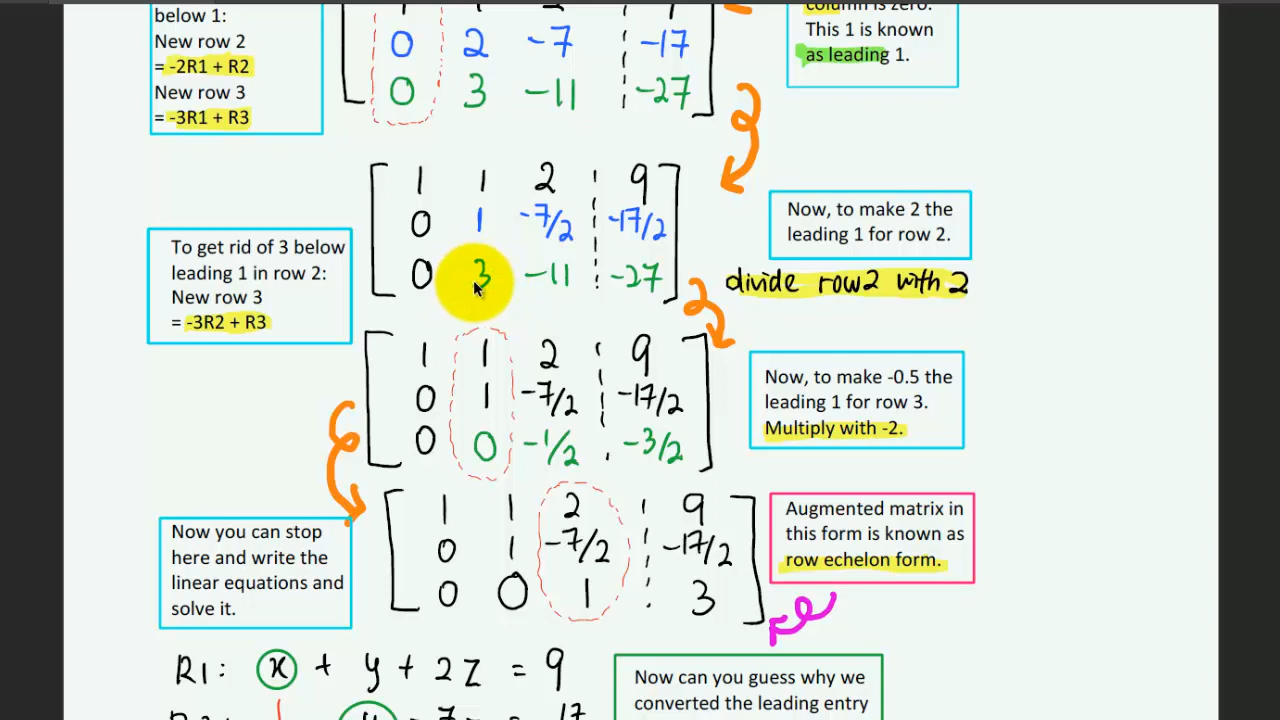 below 1:
New row 2
= -2R1 + R2
New row 3
= -3R1 + R3
0 2 -7 -17
0 3 -11 -27
column is zero.
This 1 is known
as leading 1.
1 1 2 9
0 1 -7/2 -17/2
0 3 -11 -27
Now, to make 2 the
leading 1 for row 2.
divide row2 with 2
To get rid of 3 below
leading 1 in row 2:
New row 3
= -3R2 + R3
1 1 2 9
0 1 -7/2 -17/2
0 0 -1/2 -3/2
Now, to make -0.5 the
leading 1 for row 3.
Multiply with -2.
1 1 2 9
0 1 -7/2 -17/2
0 0 1 3
Augmented matrix in
this form is known as
row echelon form.
Now you can stop
here and write the
linear equations and
solve it.
R1: x + y + 2z = 9
Now can you guess why we
converted the leading entry